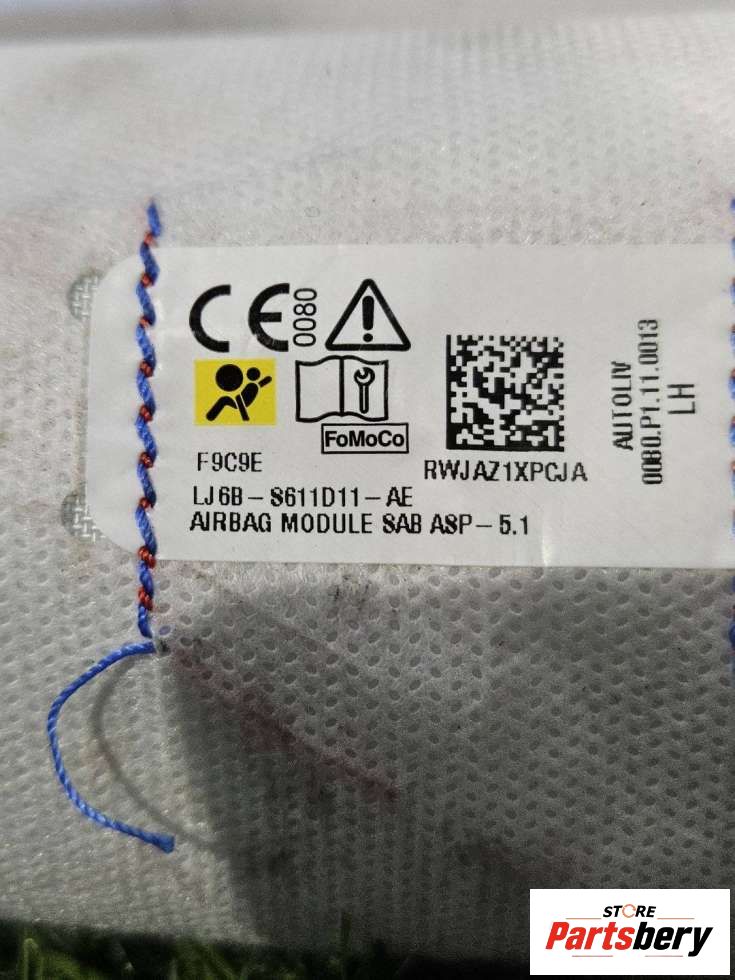 CE 0080
FoMoCo
F9C9E
RWJAZ1XPCJA
LJ6B-S611D11-AE
AIRBAG MODULE SAB ASP-5.1
AUTOLIV
0080.P1.11.0013
LH
STORE
Partsbery